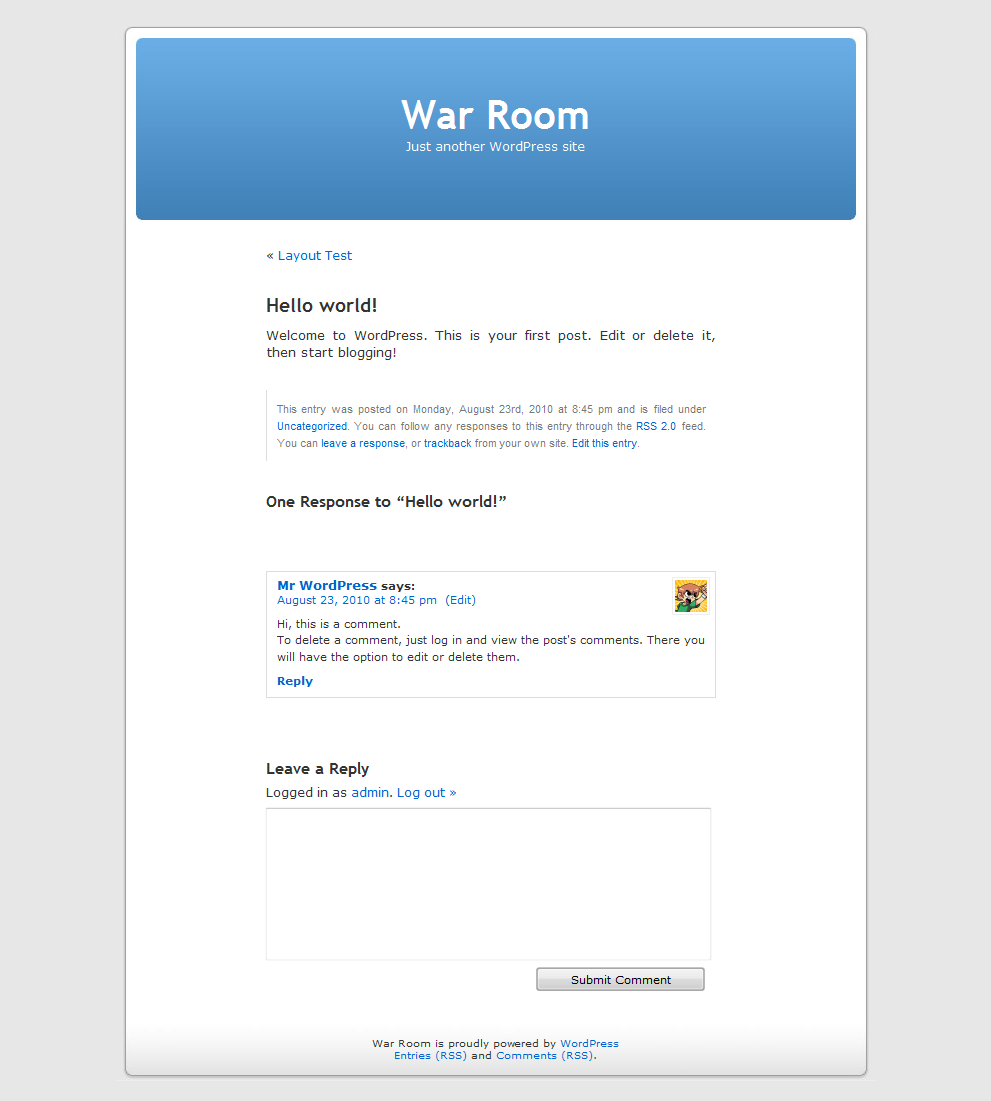 War Room
Just another WordPress site
« Layout Test
Hello world!
Welcome to WordPress. This is your first post. Edit or delete it,
then start blogging!
This entry was posted on Monday, August 23rd, 2010 at 8:45 pm and is filed under
Uncategorized. You can follow any responses to this entry through the RSS 2.0 feed.
You can leave a response, or trackback from your own site. Edit this entry.
One Response to “Hello world!”
Mr WordPress says:
August 23, 2010 at 8:45 pm (Edit)
Hi, this is a comment.
To delete a comment, just log in and view the post's comments. There you
will have the option to edit or delete them.
Reply
Leave a Reply
Logged in as admin. Log out »
Submit Comment
War Room is proudly powered by WordPress
Entries (RSS) and Comments (RSS).